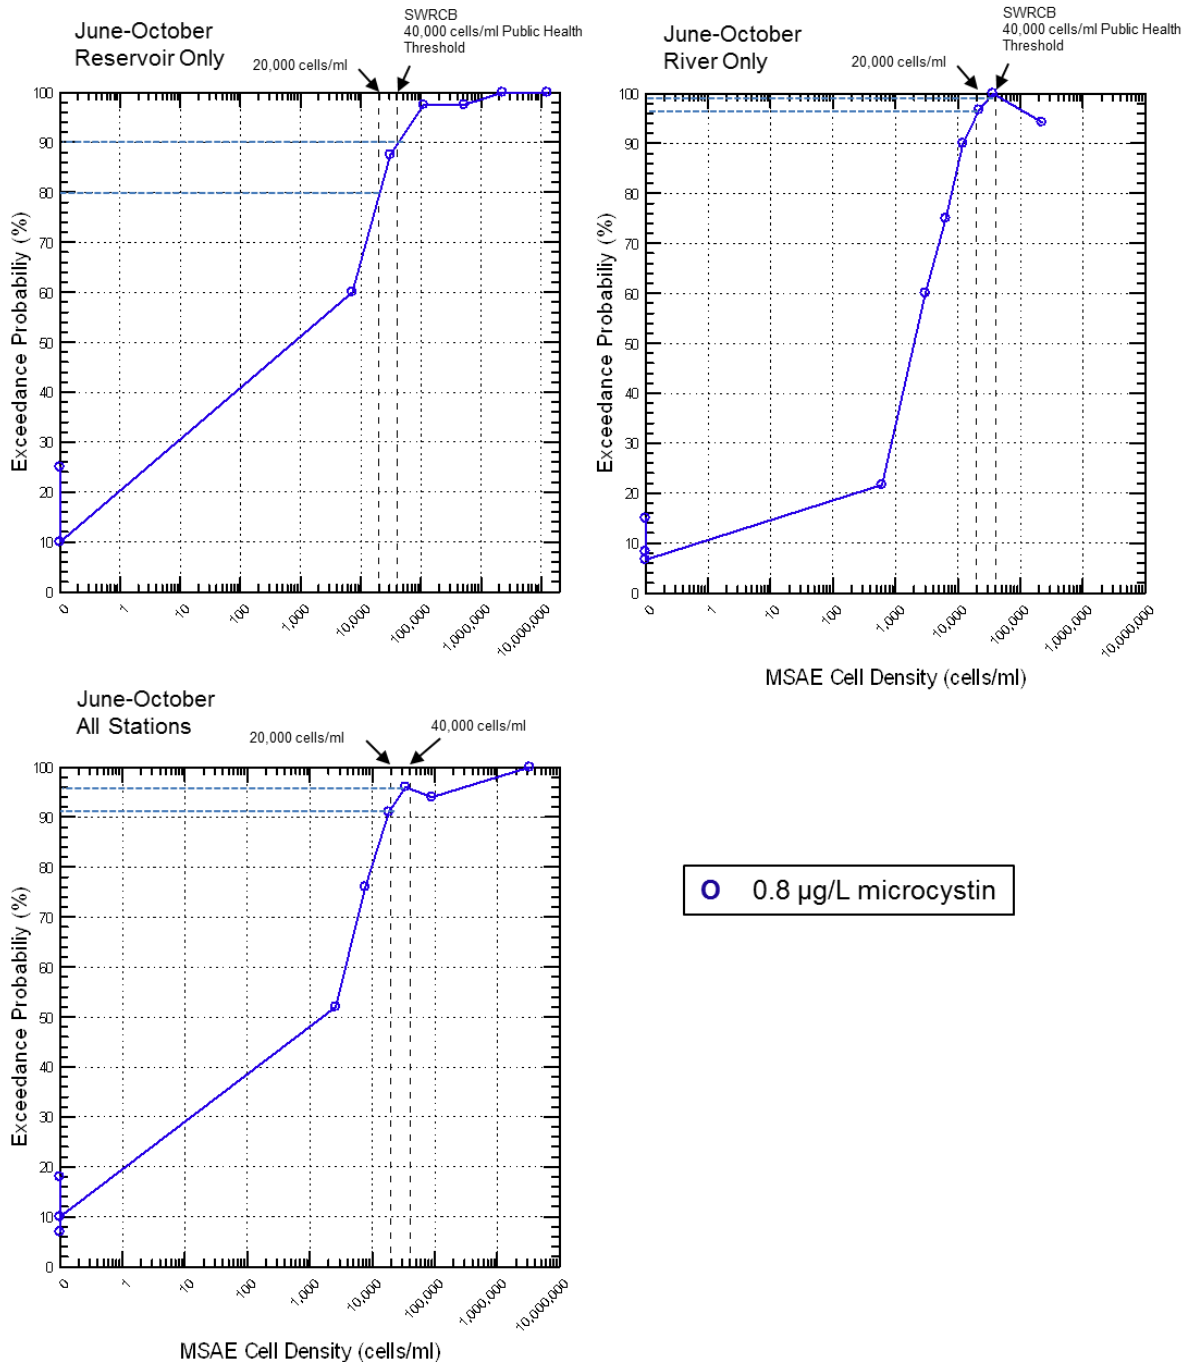 June-October
Reservoir Only
SWRCB
40,000 cells/ml Public Health
Threshold
20,000 cells/ml
100
90
80
70
60
50
40
30
20
10
0
Exceedance Probabiliy (%)
0
1
10
100
1,000
10,000
100,000
1,000,000
10,000,000
June-October
River Only
SWRCB
40,000 cells/ml Public Health
Threshold
20,000 cells/ml
100
90
80
70
60
50
40
30
20
10
0
Exceedance Probabiliy (%)
0
1
10
100
1,000
10,000
100,000
1,000,000
10,000,000
MSAE Cell Density (cells/ml)
June-October
All Stations
20,000 cells/ml
40,000 cells/ml
100
90
80
70
60
50
40
30
20
10
0
Exceedance Probabiliy (%)
0
1
10
100
1,000
10,000
100,000
1,000,000
10,000,000
MSAE Cell Density (cells/ml)
0.8 µg/L microcystin